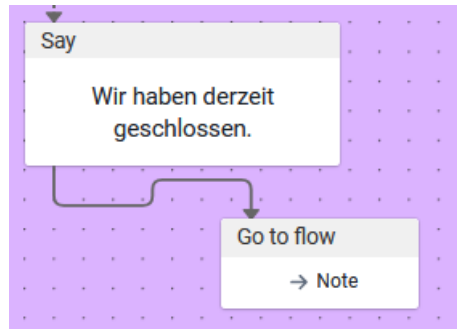 Say
Wir haben derzeit
geschlossen.
Go to flow
→ Note